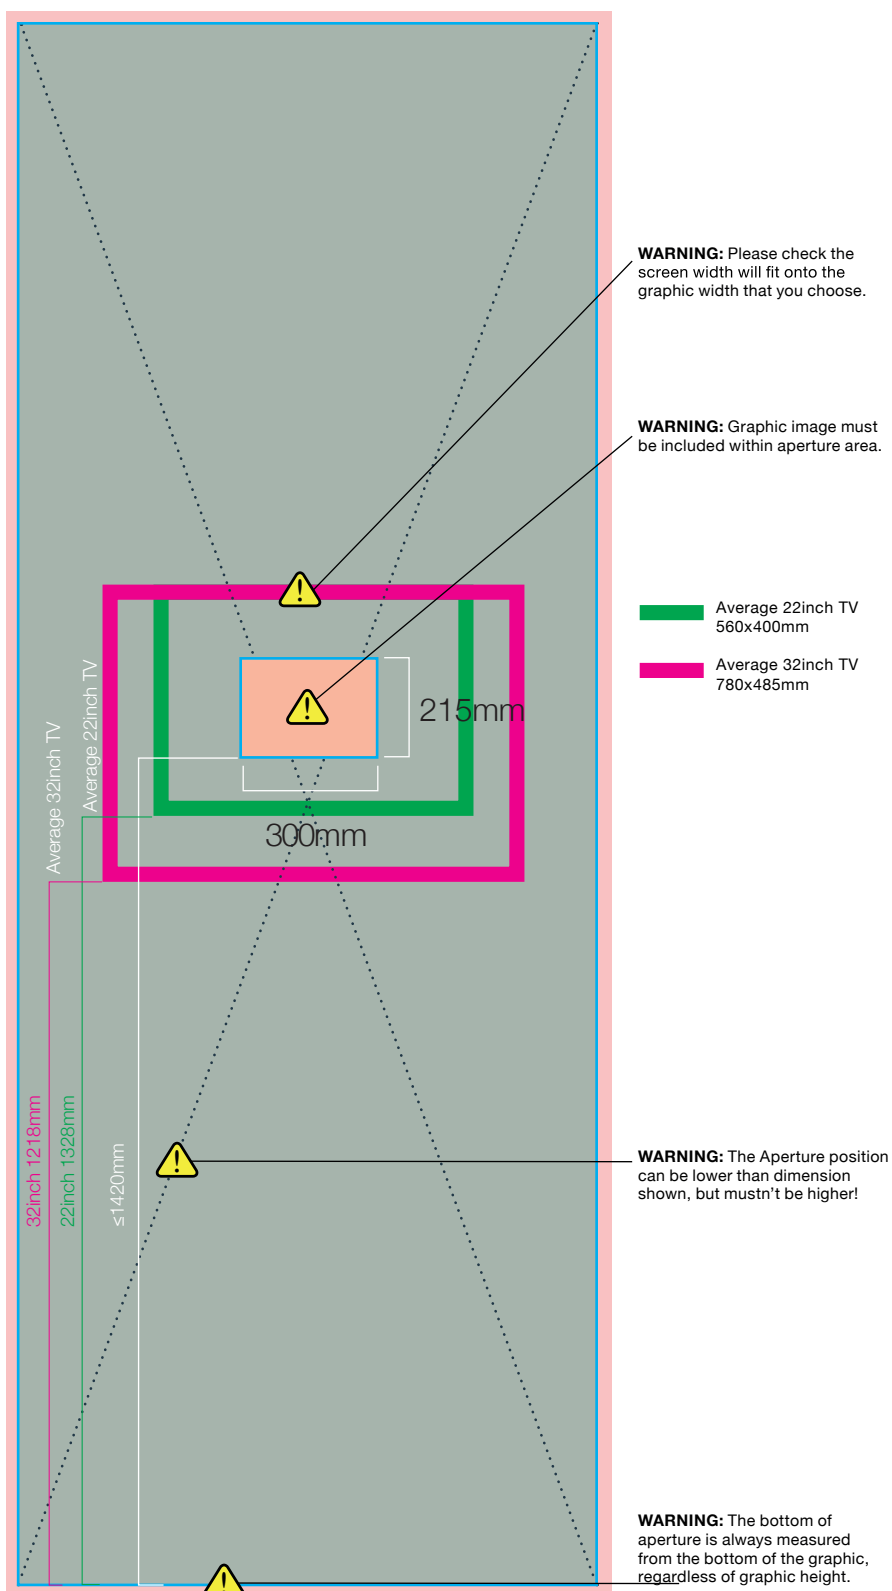 WARNING: Please check the
screen width will fit onto the
graphic width that you choose.
WARNING: Graphic image must
be included within aperture area.
Average 22inch TV
560x400mm
Average 32inch TV
780x485mm
215mm
300mm
Average 32inch TV
Average 22inch TV
32inch 1218mm
22inch 1328mm
≤1420mm
WARNING: The Aperture position
can be lower than dimension
shown, but mustn't be higher!
WARNING: The bottom of
aperture is always measured
from the bottom of the graphic,
regardless of graphic height.